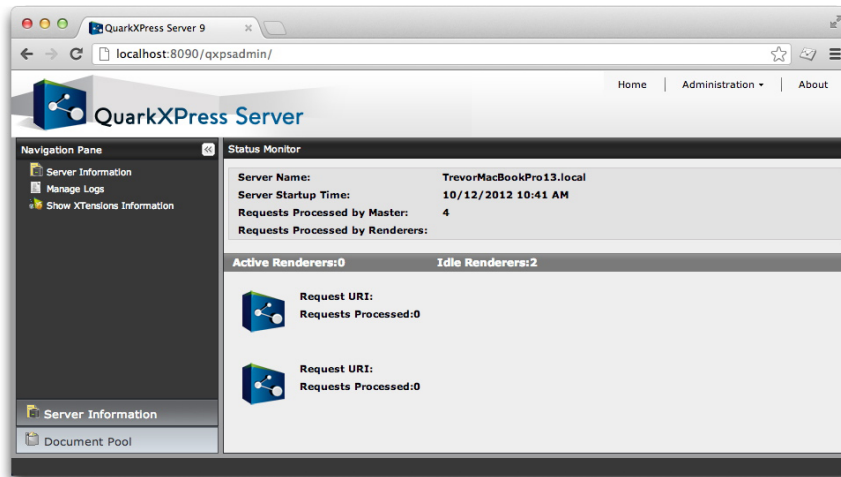 QuarkXPress Server 9
localhost:8090/qxpsadmin/
Home | Administration | About
QuarkXPress Server
Navigation Pane
Status Monitor
Server Information
Manage Logs
Show XTensions Information
Server Name: TrevorMacBookPro13.local
Server Startup Time: 10/12/2012 10:41 AM
Requests Processed by Master: 4
Requests Processed by Renderers:
Active Renderers:0 Idle Renderers:2
Request URI:
Requests Processed:0
Request URI:
Requests Processed:0
Server Information
Document Pool